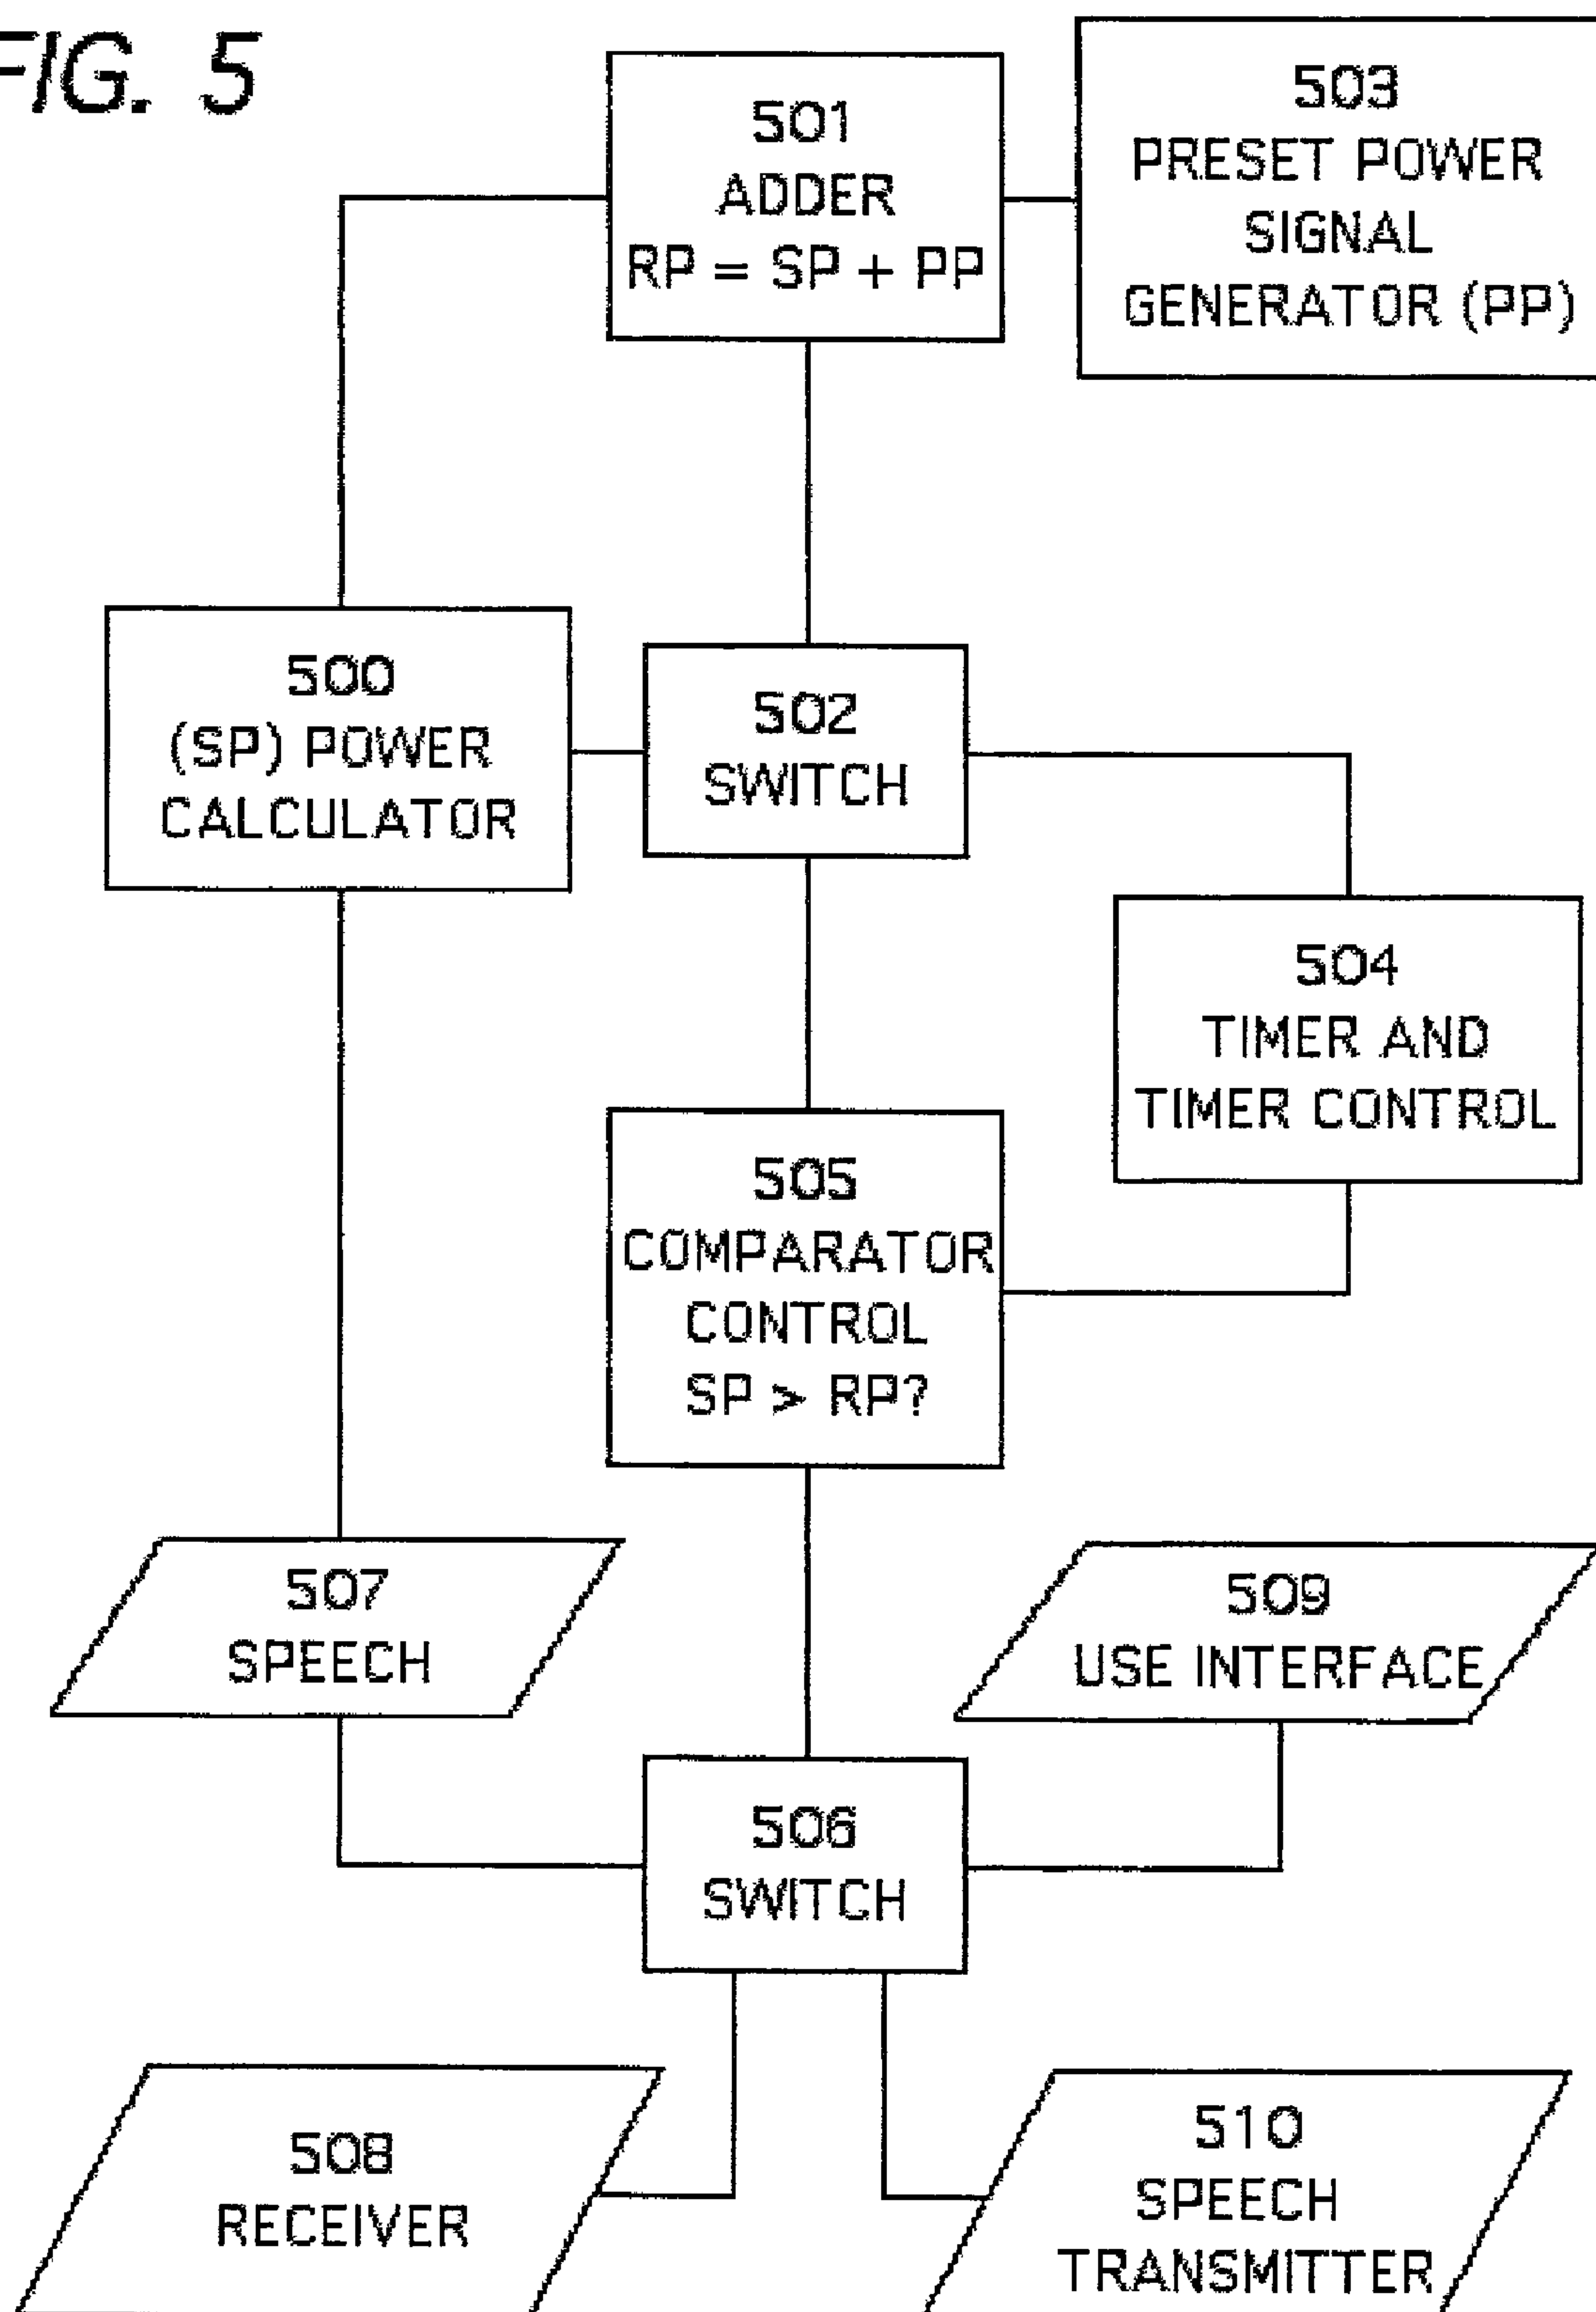 FIG. 5
501
ADDER
RP = SP + PP
503
PRESET POWER
SIGNAL
GENERATOR (PP)
500
(SP) POWER
CALCULATOR
502
SWITCH
504
TIMER AND
TIMER CONTROL
505
COMPARATOR
CONTROL
SP > RP?
507
SPEECH
509
USE INTERFACE
506
SWITCH
508
RECEIVER
510
SPEECH
TRANSMITTER